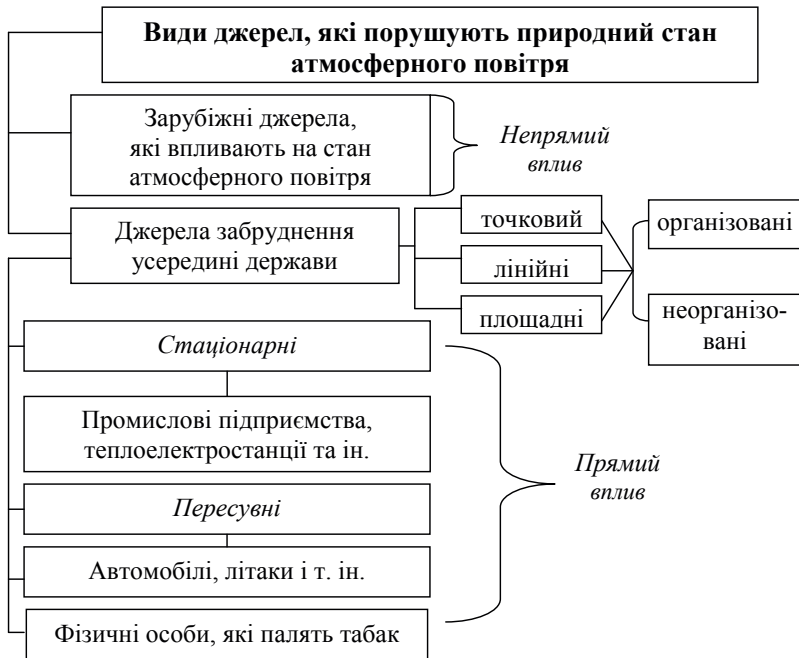 Види джерел, які порушують природний стан
атмосферного повітря
Зарубіжні джерела,
які впливають на стан
атмосферного повітря
Непрямий
вплив
Джерела забруднення
усередині держави
точковий
лінійні
площадні
організовані
неорганізо-
вані
Стаціонарні
Промислові підприємства,
теплоелектростанції та ін.
Прямий
вплив
Пересувні
Автомобілі, літаки і т. ін.
Фізичні особи, які палять табак